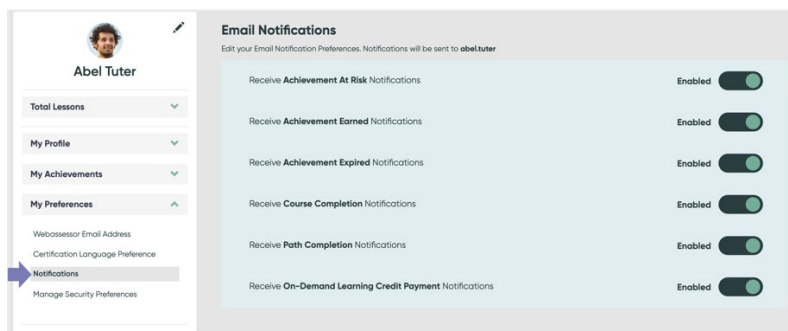 Abel Tuter
Total Lessons
My Profile
My Achievements
My Preferences
Webassessor Email Address
Certification Language Preference
Notifications
Manage Security Preferences
Email Notifications
Edit your Email Notification Preferences. Notifications will be sent to abel.tuter
Receive Achievement At Risk Notifications Enabled
Receive Achievement Earned Notifications Enabled
Receive Achievement Expired Notifications Enabled
Receive Course Completion Notifications Enabled
Receive Path Completion Notifications Enabled
Receive On-Demand Learning Credit Payment Notifications Enabled